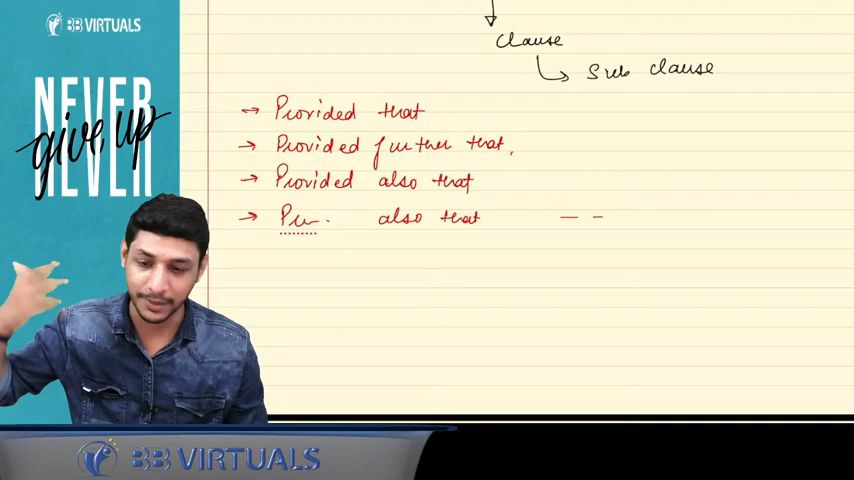 BB VIRTUALS
Clause
Sub clause
NEVER
give up
NEVER
→ Provided that
→ Provided further that,
→ Provided also that
→ also that — –
BB VIRTUALS